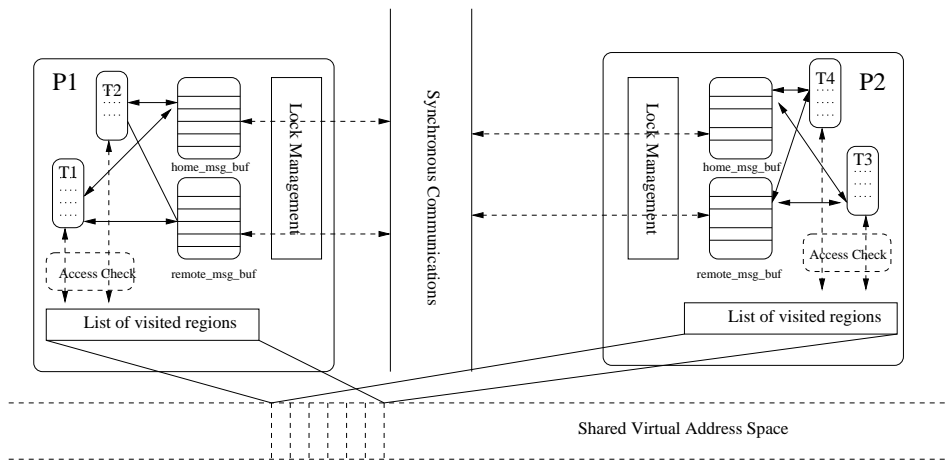 P1
T2
.....
....
T1
.....
.....
.....
....
home_msg_buf
remote_msg_buf
Lock Management
Access Check
List of visited regions
Synchronous Communications
P2
T4
.....
....
Lock Management
home_msg_buf
T3
.....
.....
....
remote_msg_buf
Access Check
List of visited regions
Shared Virtual Address Space